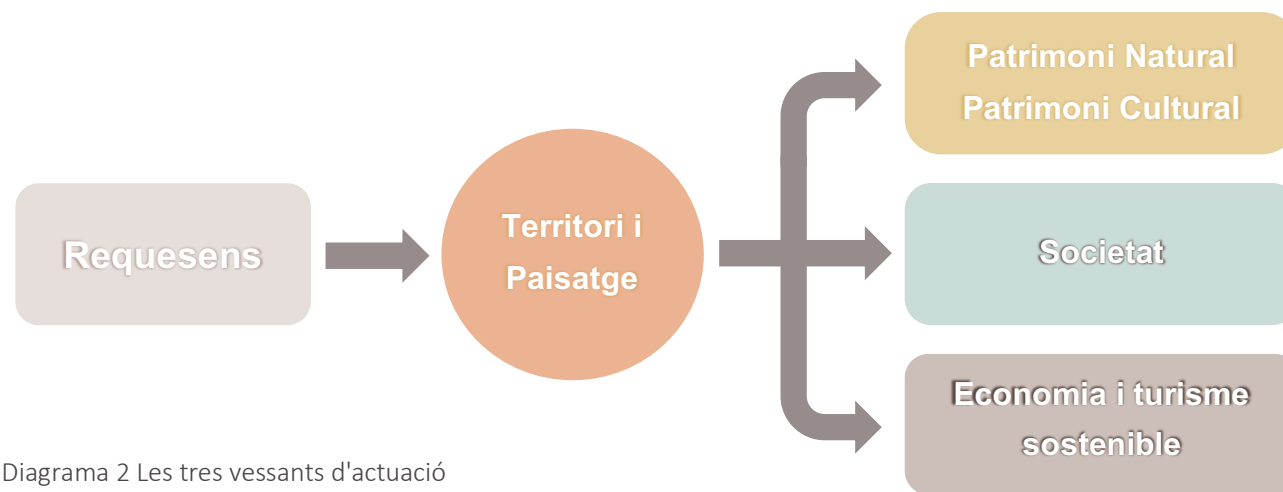 Requesens
Territori i
Paisatge
Patrimoni Natural
Patrimoni Cultural
Societat
Economia i turisme
sostenible
Diagrama 2 Les tres vessants d'actuació